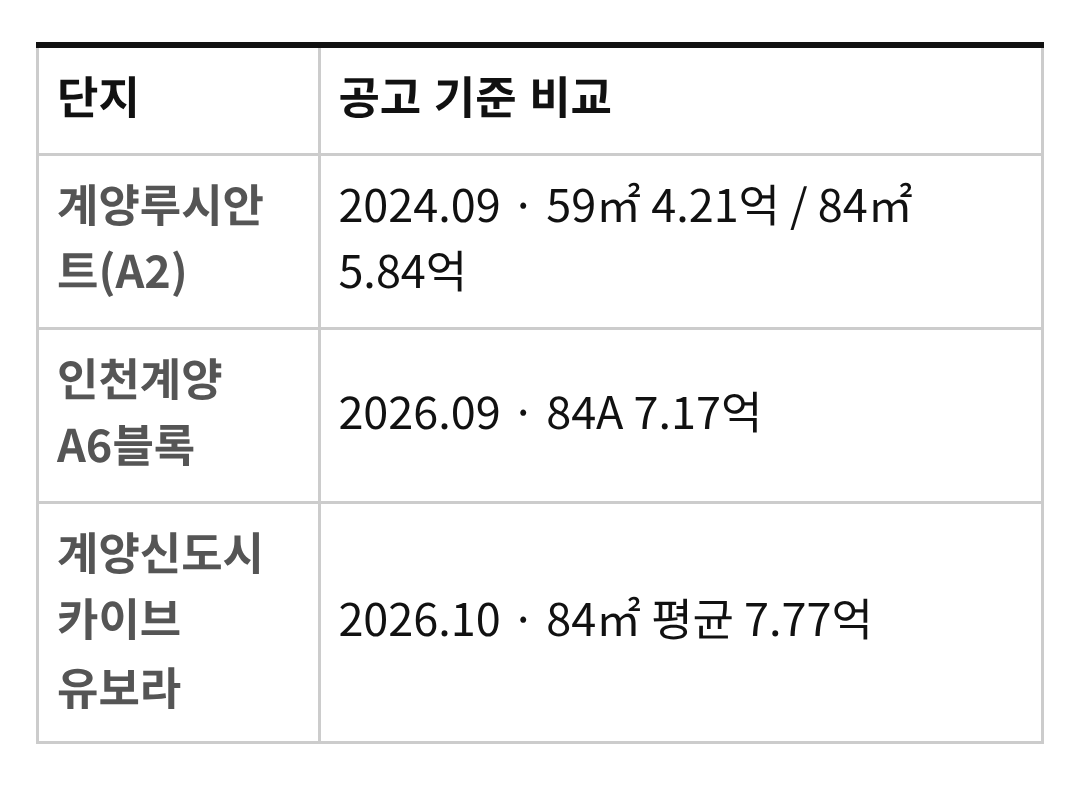 단지
공고 기준 비교
계양루시안
트(A2)
2024.09 · 59㎡ 4.21억 / 84㎡
5.84억
인천계양
A6블록
2026.09 · 84A 7.17억
계양신도시
카이브
유보라
2026.10 · 84㎡ 평균 7.77억